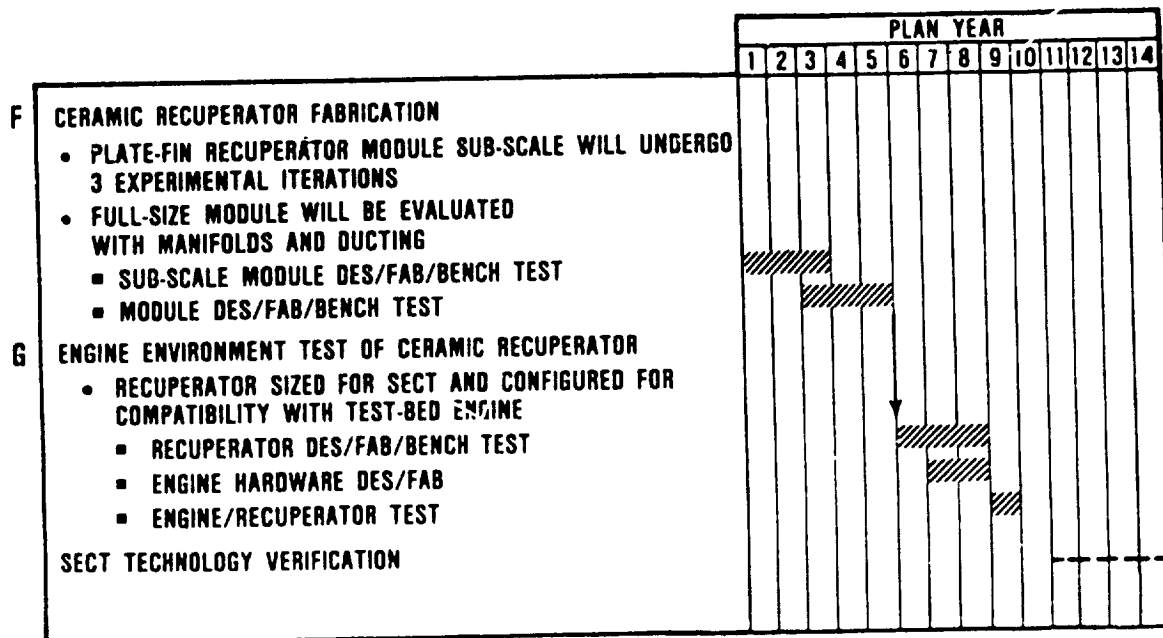 PLAN YEAR
1 2 3 4 5 6 7 8 9 10 11 12 13 14
F CERAMIC RECUPERATOR FABRICATION
• PLATE-FIN RECUPERATOR MODULE SUB-SCALE WILL UNDERGO
3 EXPERIMENTAL ITERATIONS
• FULL-SIZE MODULE WILL BE EVALUATED
WITH MANIFOLDS AND DUCTING
▪ SUB-SCALE MODULE DES/FAB/BENCH TEST
▪ MODULE DES/FAB/BENCH TEST
G ENGINE ENVIRONMENT TEST OF CERAMIC RECUPERATOR
• RECUPERATOR SIZED FOR SECT AND CONFIGURED FOR
COMPATIBILITY WITH TEST-BED ENGINE
▪ RECUPERATOR DES/FAB/BENCH TEST
▪ ENGINE HARDWARE DES/FAB
▪ ENGINE/RECUPERATOR TEST
SECT TECHNOLOGY VERIFICATION